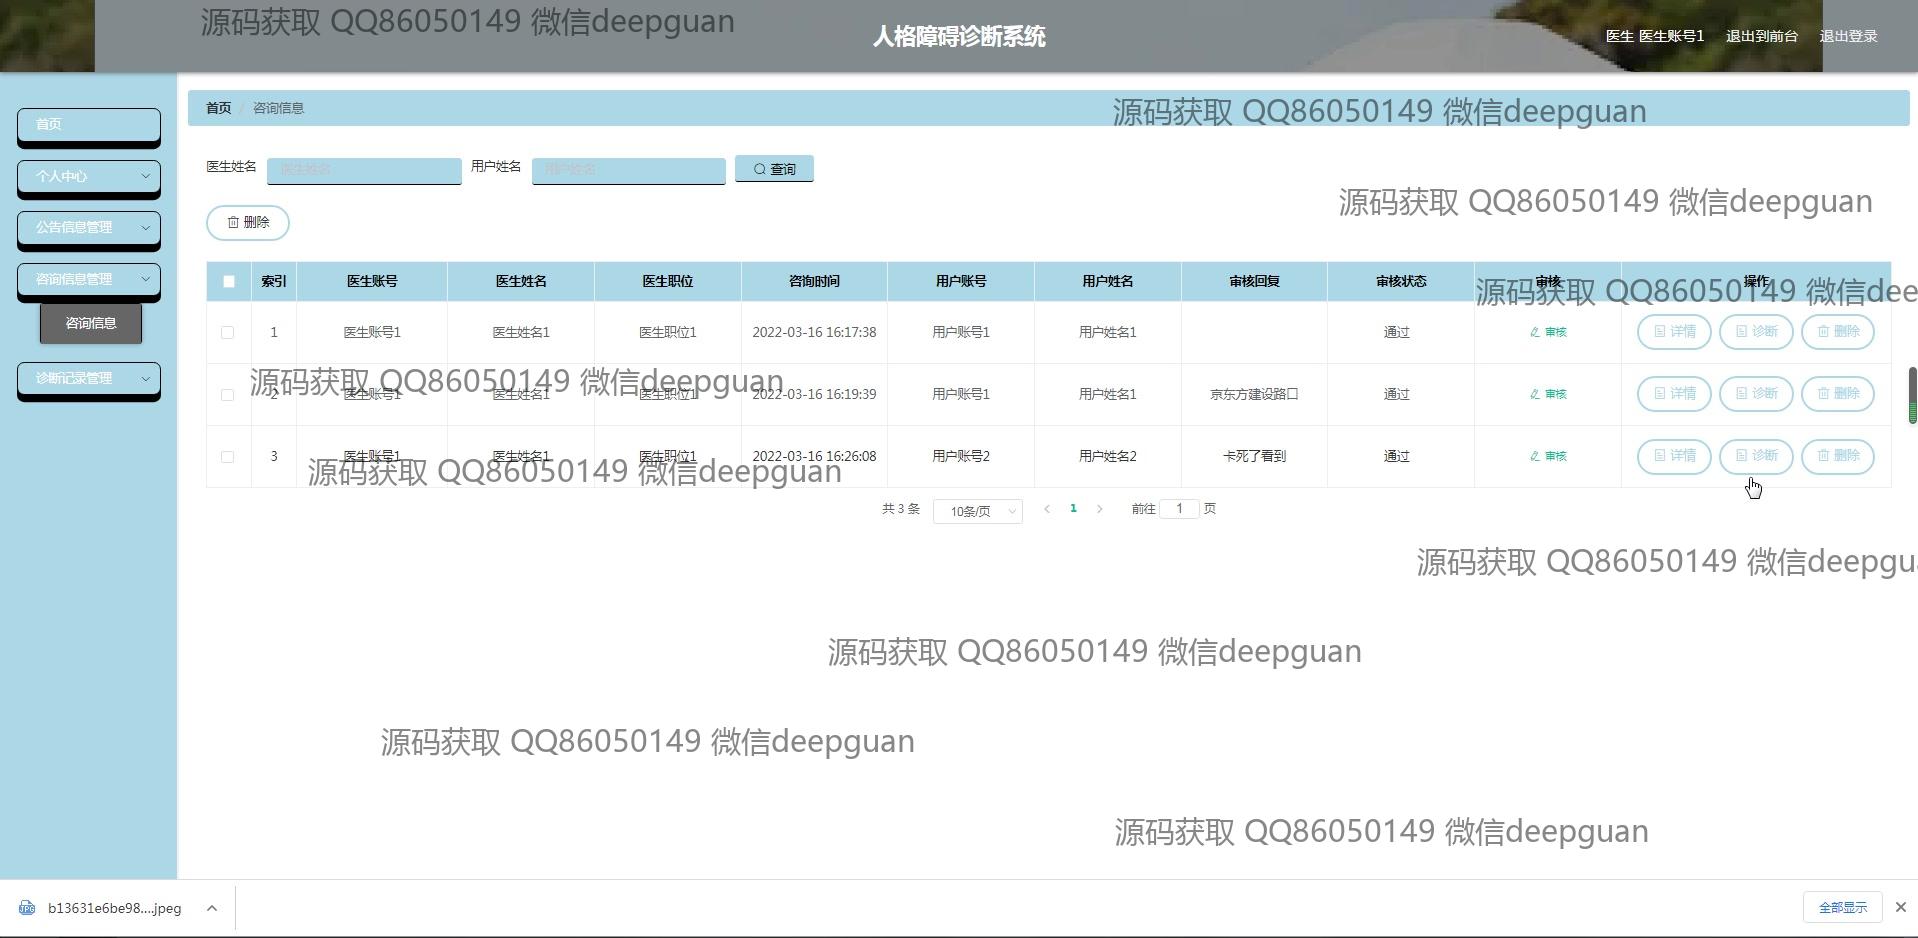 源码获取 QQ86050149 微信deepguan
人格障碍诊断系统
医生 医生账号1 退出到前台 退出登录
首页 / 咨询信息
源码获取 QQ86050149 微信deepguan
首页
个人中心
公告信息管理
咨询信息管理
咨询信息
诊断记录管理
医生姓名 医生姓名 用户姓名 用户姓名 查询
源码获取 QQ86050149 微信deepguan
删除
索引 医生账号 医生姓名 医生职位 咨询时间 用户账号 用户姓名 审核回复 审核状态 审核 操作
源码获取 QQ86050149 微信dee
1 医生账号1 医生姓名1 医生职位1 2022-03-16 16:17:38 用户账号1 用户姓名1 通过 审核 详情 诊断 删除
源码获取 QQ86050149 微信deepguan
2 医生账号1 医生姓名1 医生职位1 2022-03-16 16:19:39 用户账号1 用户姓名1 京东方建设路口 通过 审核 详情 诊断 删除
3 医生账号1 医生姓名1 医生职位1 2022-03-16 16:26:08 用户账号2 用户姓名2 卡死了看到 通过 审核 详情 诊断 删除
源码获取 QQ86050149 微信deepguan
共 3 条 10条/页 1 前往 1 页
源码获取 QQ86050149 微信deepgu
源码获取 QQ86050149 微信deepguan
源码获取 QQ86050149 微信deepguan
源码获取 QQ86050149 微信deepguan
b13631e6be98....jpeg
全部显示